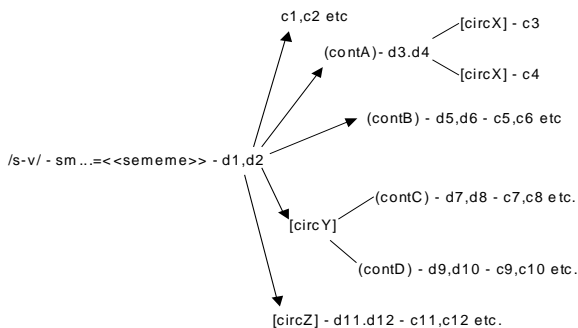 c1,c2 etc
[circX] - c3
(contA)- d3.d4
[circX] - c4
(contB) - d5,d6 - c5,c6 etc
/s-v/ - sm...=<<sememe>> - d1,d2
(contC) - d7,d8 - c7,c8 etc.
[circY]
(contD) - d9,d10 - c9,c10 etc.
[circZ] - d11.d12 - c11,c12 etc.